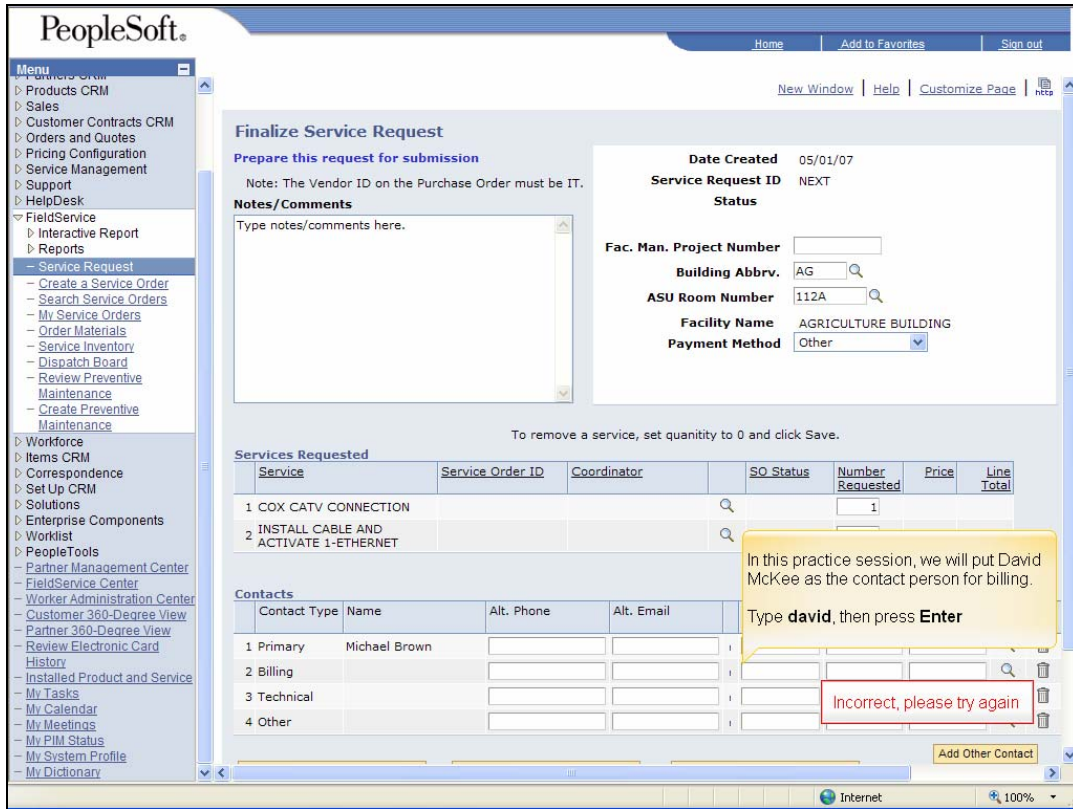 PeopleSoft®
Home
Add to Favorites
Sign out
Menu
Partners CRM
Products CRM
Sales
Customer Contracts CRM
Orders and Quotes
Pricing Configuration
Service Management
Support
HelpDesk
FieldService
Interactive Report
Reports
– Service Request
– Create a Service Order
– Search Service Orders
– My Service Orders
– Order Materials
– Service Inventory
– Dispatch Board
– Review Preventive
Maintenance
– Create Preventive
Maintenance
Workforce
Items CRM
Correspondence
Set Up CRM
Solutions
Enterprise Components
Worklist
PeopleTools
– Partner Management Center
– FieldService Center
– Worker Administration Center
– Customer 360-Degree View
– Partner 360-Degree View
– Review Electronic Card
History
– Installed Product and Service
– My Tasks
– My Calendar
– My Meetings
– My PIM Status
– My System Profile
– My Dictionary
New Window | Help | Customize Page |
http
Finalize Service Request
Prepare this request for submission
Note: The Vendor ID on the Purchase Order must be IT.
Notes/Comments
Type notes/comments here.
Date Created 05/01/07
Service Request ID NEXT
Status
Fac. Man. Project Number
Building Abbrv. AG
ASU Room Number 112A
Facility Name AGRICULTURE BUILDING
Payment Method Other
To remove a service, set quanitity to 0 and click Save.
Services Requested
Service Service Order ID Coordinator SO Status Number Requested Price Line Total
1 COX CATV CONNECTION 1
2 INSTALL CABLE AND
ACTIVATE 1-ETHERNET
In this practice session, we will put David
McKee as the contact person for billing.
Type david, then press Enter
Contacts
Contact Type Name Alt. Phone Alt. Email
1 Primary Michael Brown
2 Billing
3 Technical
4 Other
Incorrect, please try again
Add Other Contact
Internet
100%